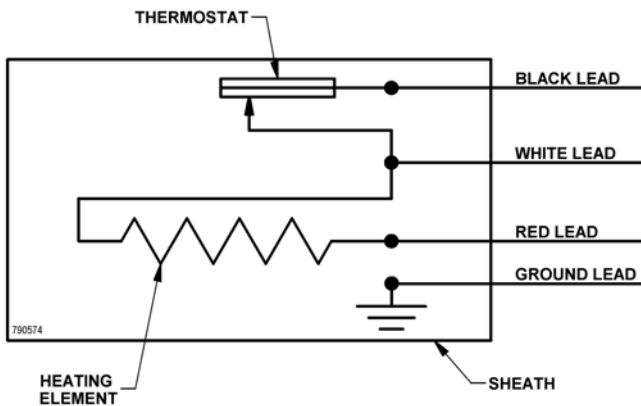 THERMOSTAT
BLACK LEAD
WHITE LEAD
RED LEAD
GROUND LEAD
790574
HEATING
ELEMENT
SHEATH